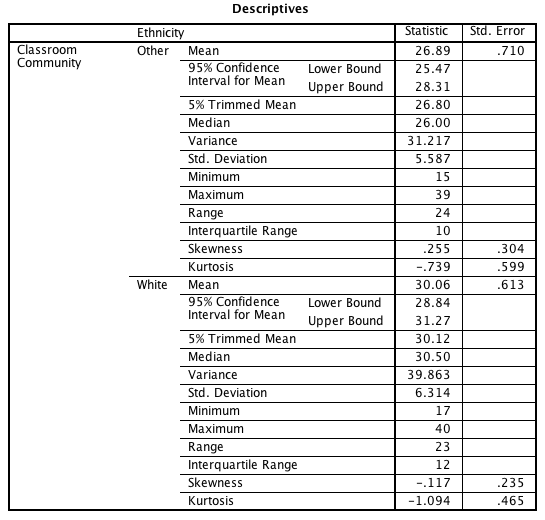 Descriptives
Ethnicity Statistic Std. Error
Classroom Community Other Mean 26.89 .710
95% Confidence Interval for Mean Lower Bound 25.47
Upper Bound 28.31
5% Trimmed Mean 26.80
Median 26.00
Variance 31.217
Std. Deviation 5.587
Minimum 15
Maximum 39
Range 24
Interquartile Range 10
Skewness .255 .304
Kurtosis -.739 .599
White Mean 30.06 .613
95% Confidence Interval for Mean Lower Bound 28.84
Upper Bound 31.27
5% Trimmed Mean 30.12
Median 30.50
Variance 39.863
Std. Deviation 6.314
Minimum 17
Maximum 40
Range 23
Interquartile Range 12
Skewness -.117 .235
Kurtosis -1.094 .465